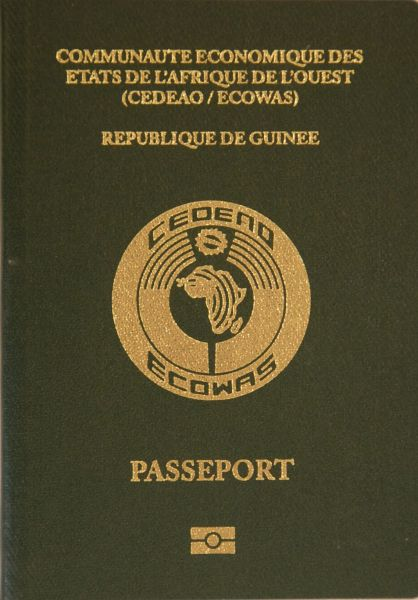 COMMUNAUTE ECONOMIQUE DES
ETATS DE L'AFRIQUE DE L'OUEST
(CEDEAO / ECOWAS)
REPUBLIQUE DE GUINEE
CEDEAO
ECOWAS
PASSEPORT